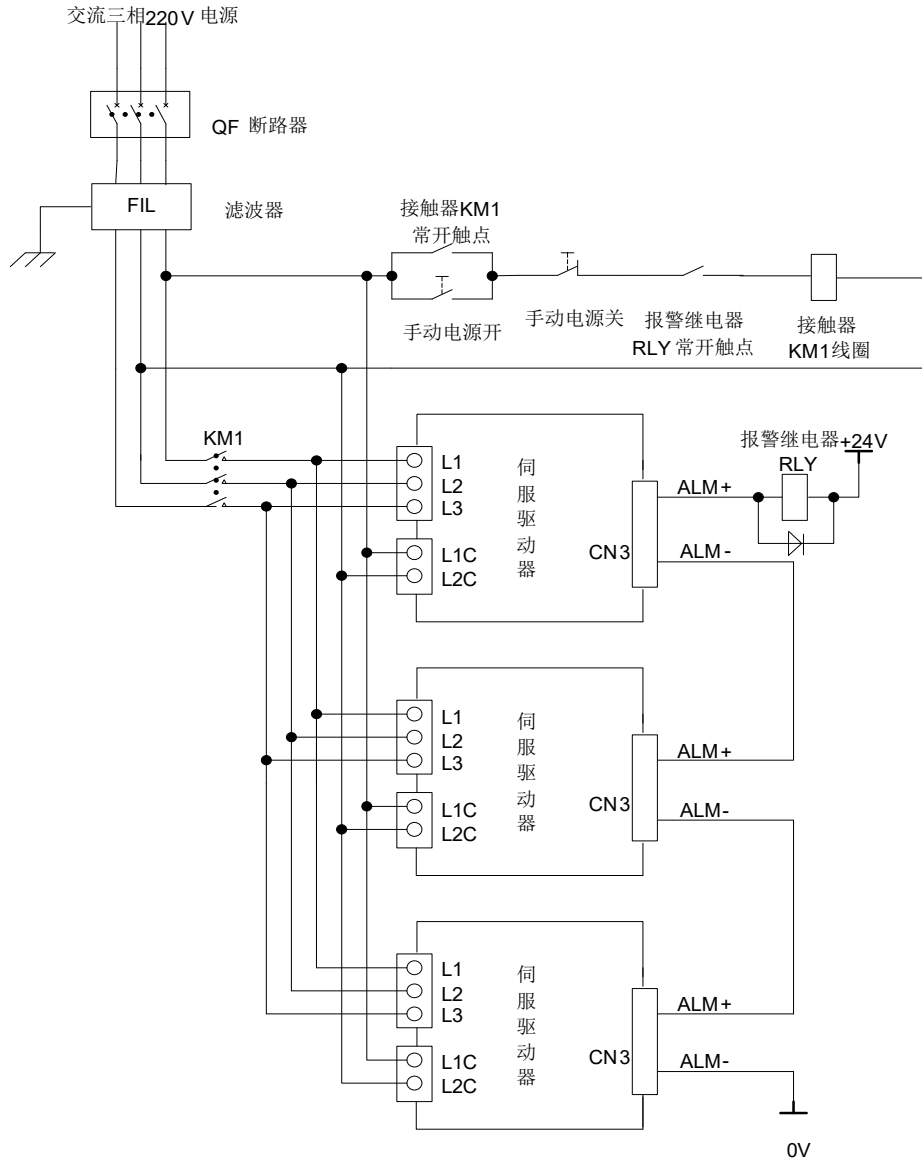 交流三相220V 电源
QF 断路器
FIL
滤波器
接触器KM1
常开触点
手动电源开
手动电源关
报警继电器
RLY 常开触点
接触器
KM1线圈
KM1
L1
L2
L3
L1C
L2C
伺服驱动器
CN3
ALM+
ALM-
报警继电器+24V
RLY
L1
L2
L3
L1C
L2C
伺服驱动器
CN3
ALM+
ALM-
L1
L2
L3
L1C
L2C
伺服驱动器
CN3
ALM+
ALM-
0V